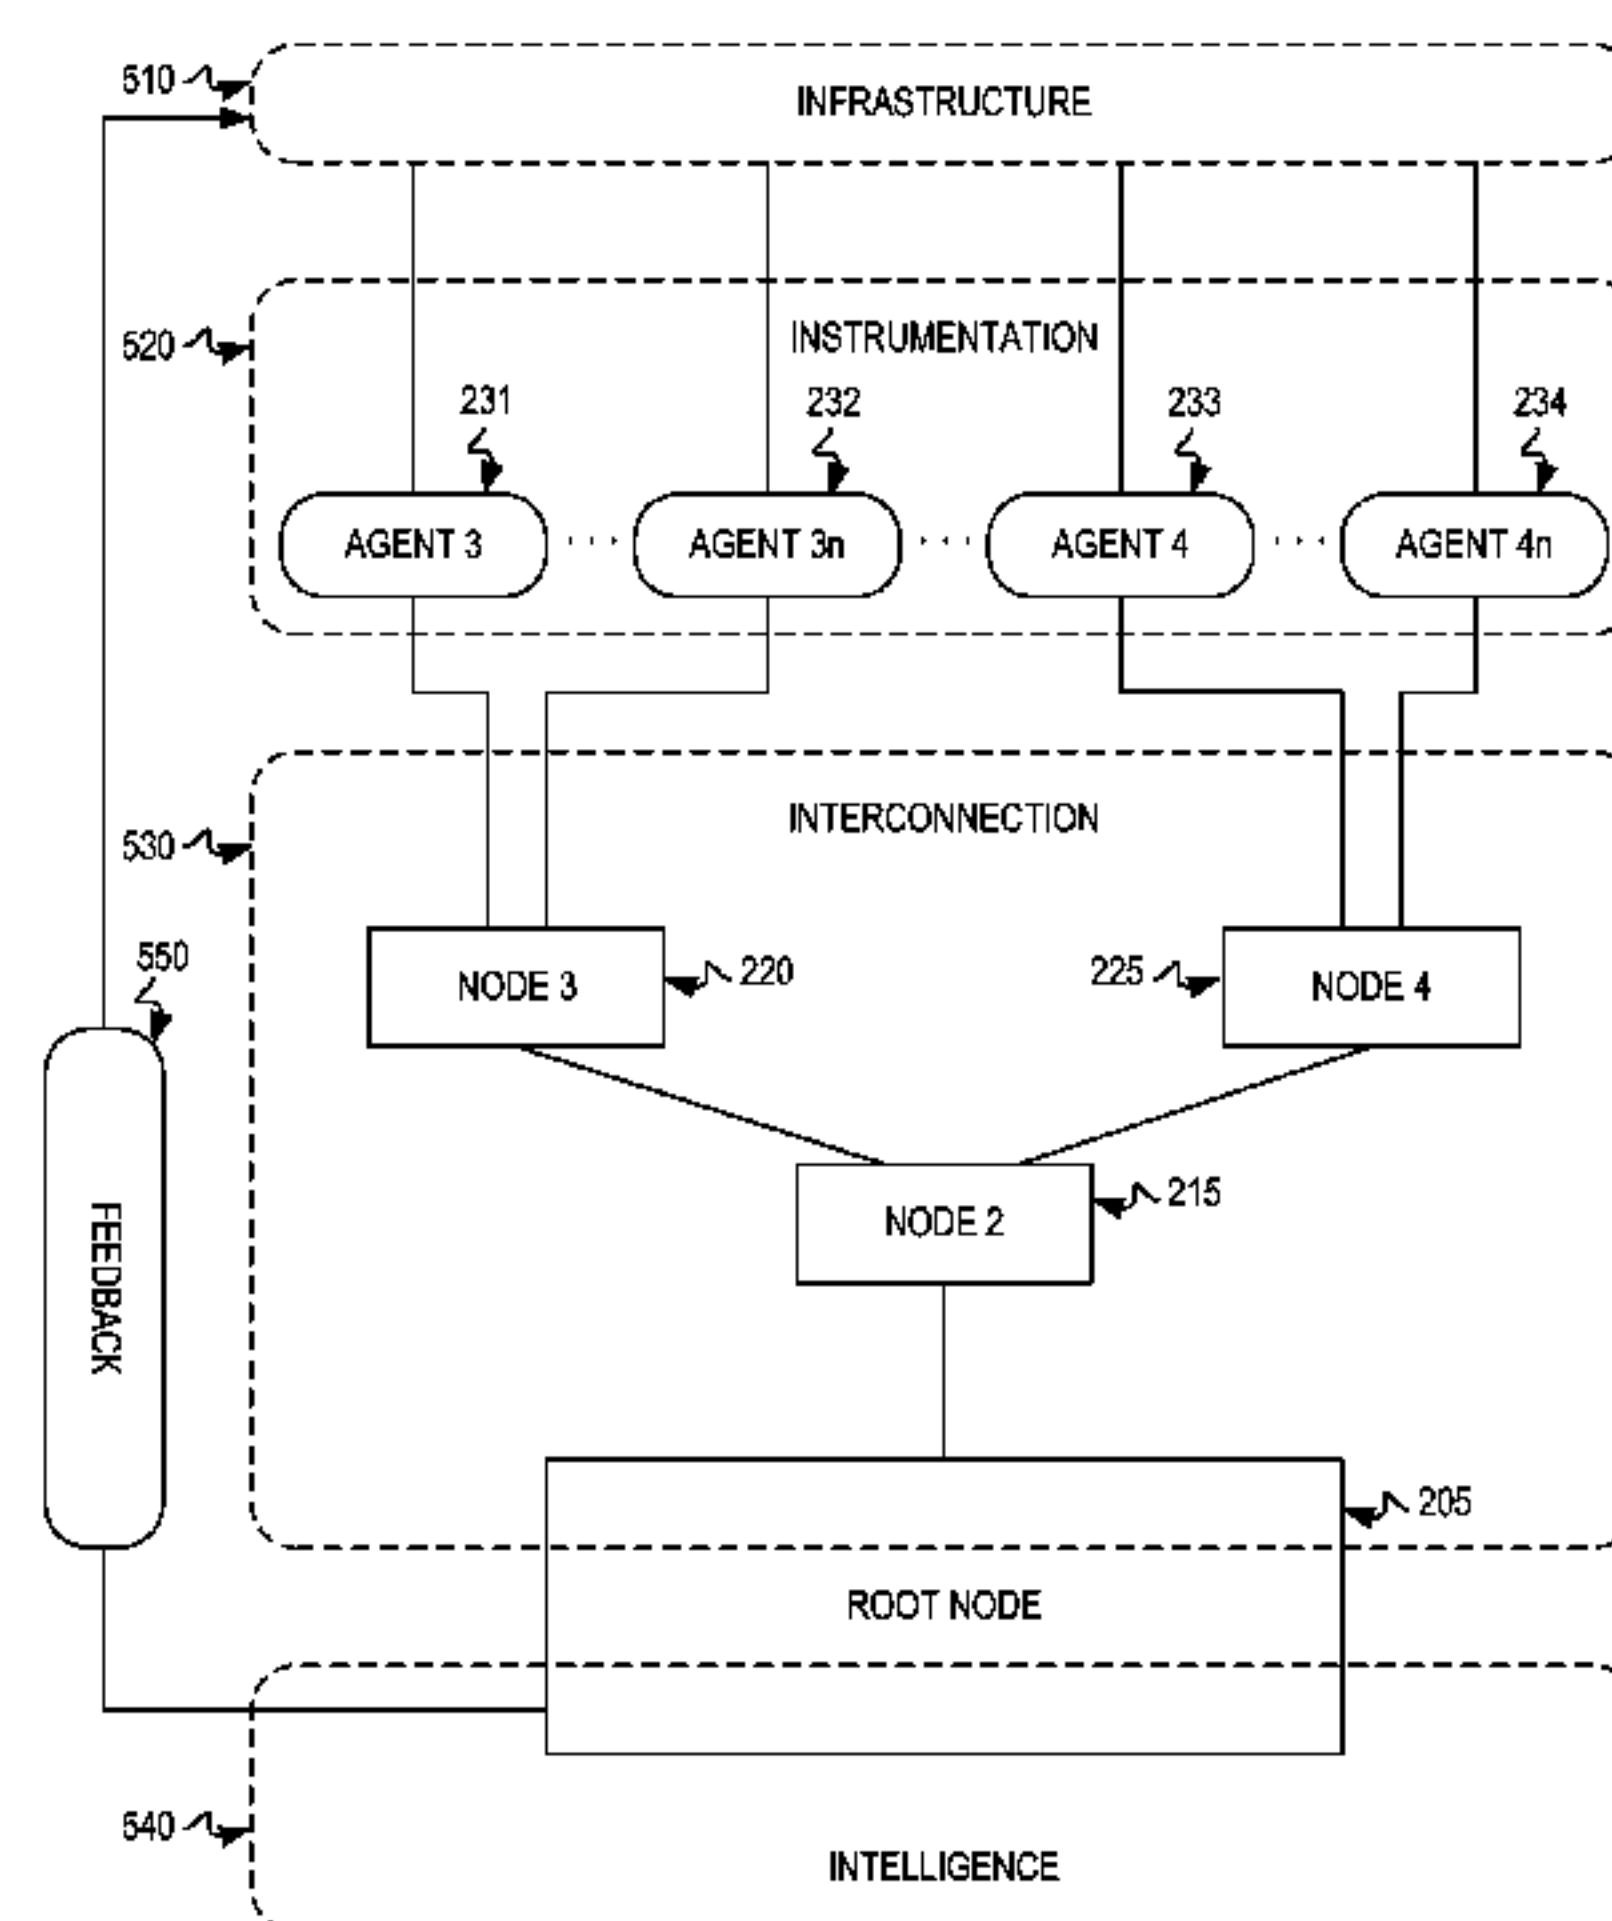 510
INFRASTRUCTURE
520
INSTRUMENTATION
231
232
233
234
AGENT 3
AGENT 3n
AGENT 4
AGENT 4n
530
INTERCONNECTION
550
NODE 3
220
225
NODE 4
FEEDBACK
NODE 2
215
205
ROOT NODE
540
INTELLIGENCE